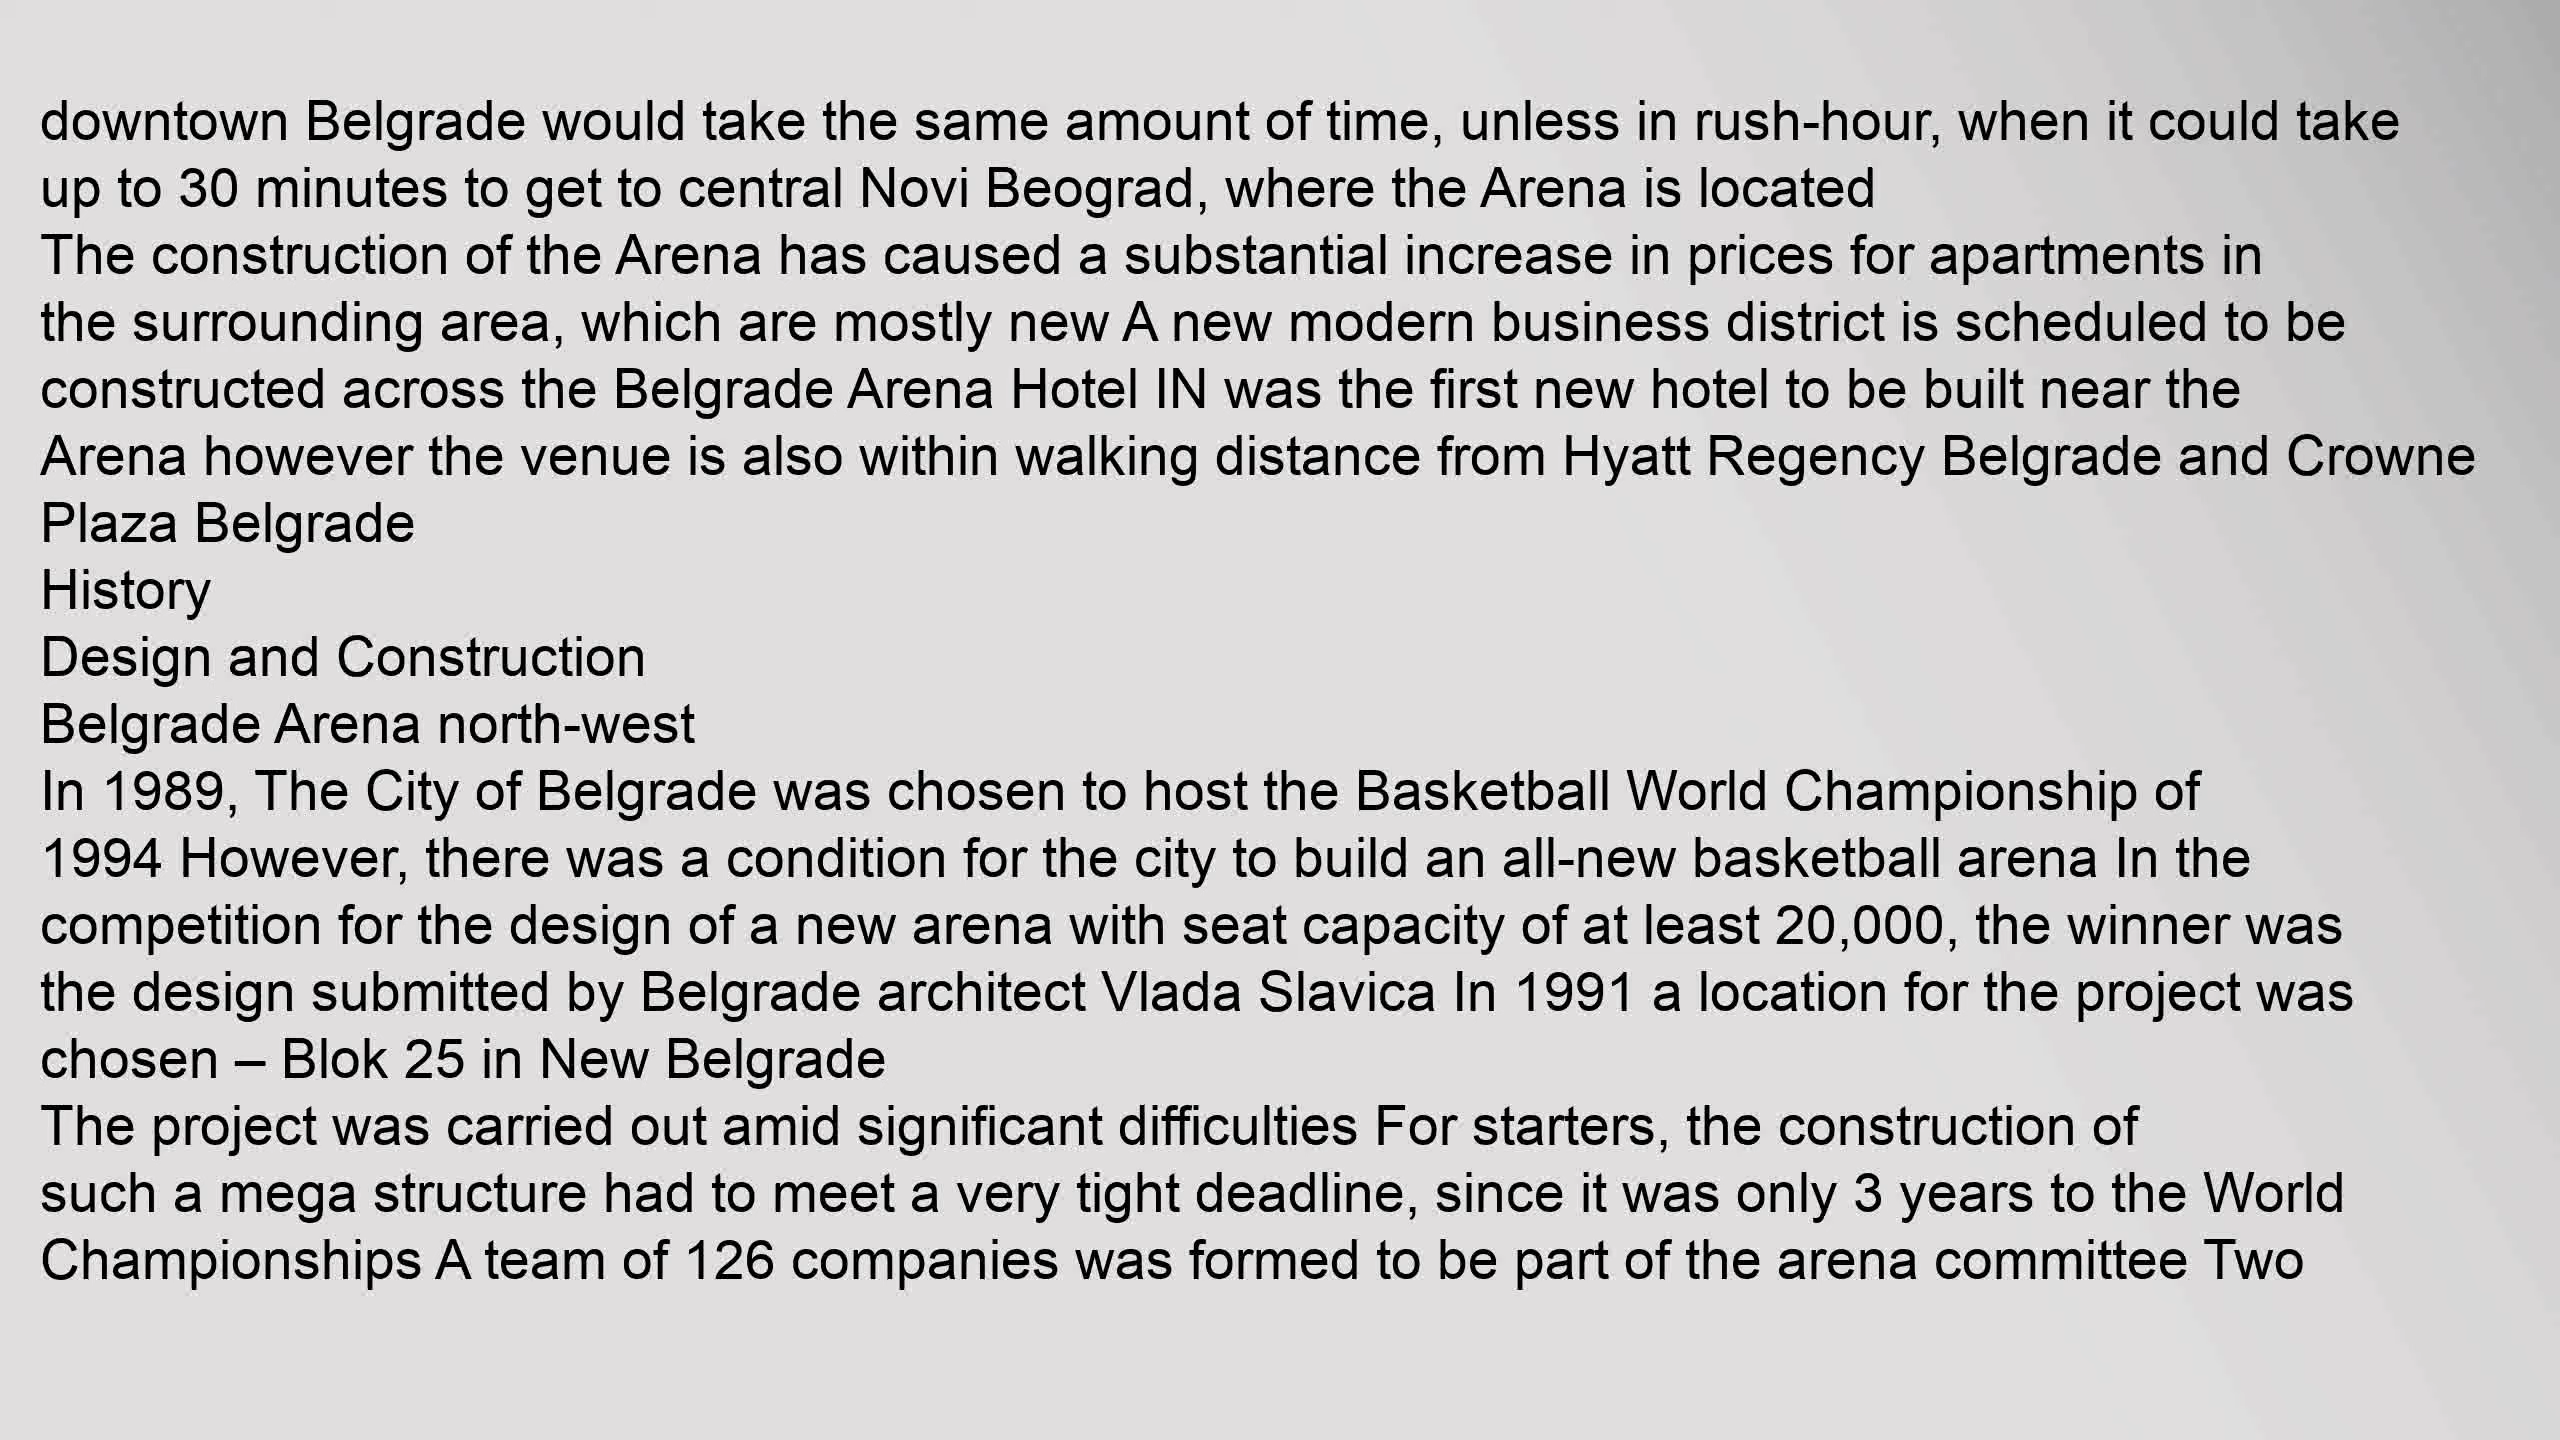 downtown Belgrade would take the same amount of time, unless in rush-hour, when it could take
up to 30 minutes to get to central Novi Beograd, where the Arena is located
The construction of the Arena has caused a substantial increase in prices for apartments in
the surrounding area, which are mostly new A new modern business district is scheduled to be
constructed across the Belgrade Arena Hotel IN was the first new hotel to be built near the
Arena however the venue is also within walking distance from Hyatt Regency Belgrade and Crowne
Plaza Belgrade
History
Design and Construction
Belgrade Arena north-west
In 1989, The City of Belgrade was chosen to host the Basketball World Championship of
1994 However, there was a condition for the city to build an all-new basketball arena In the
competition for the design of a new arena with seat capacity of at least 20,000, the winner was
the design submitted by Belgrade architect Vlada Slavica In 1991 a location for the project was
chosen – Blok 25 in New Belgrade
The project was carried out amid significant difficulties For starters, the construction of
such a mega structure had to meet a very tight deadline, since it was only 3 years to the World
Championships A team of 126 companies was formed to be part of the arena committee Two